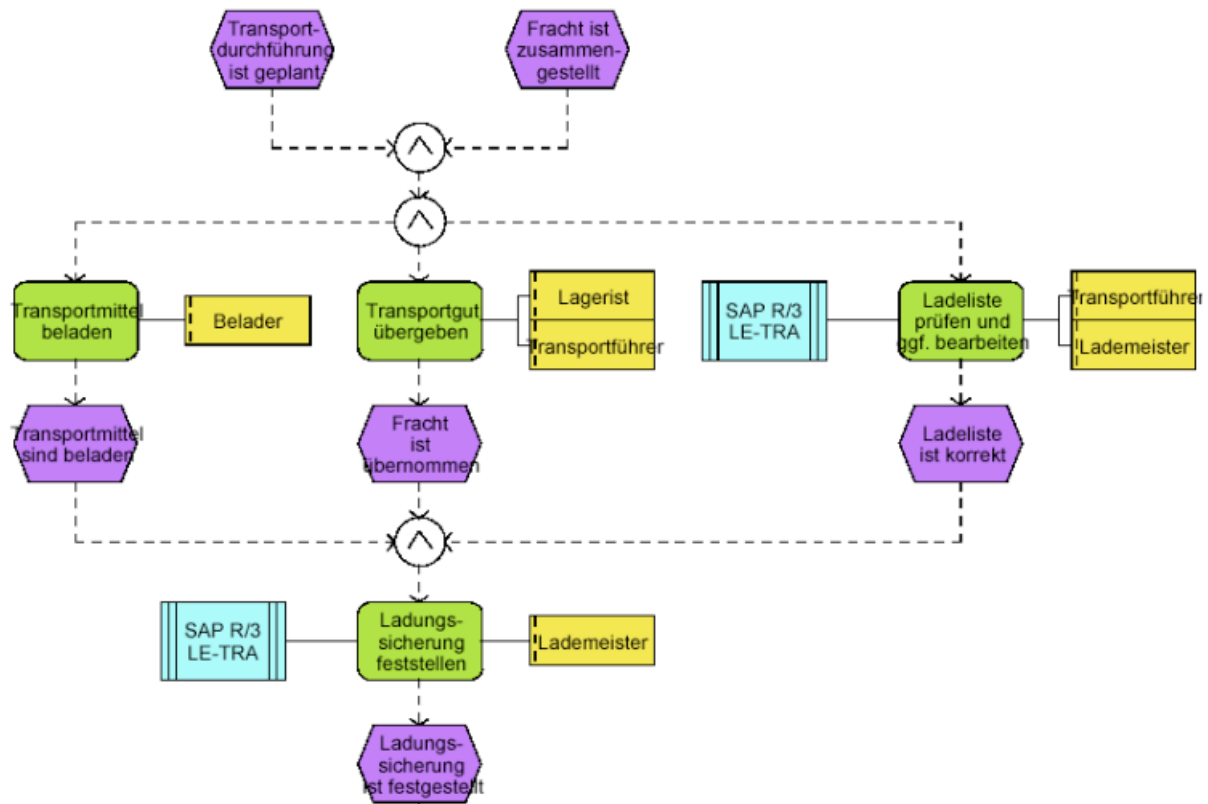 Transport-
durchführung
ist geplant
Fracht ist
zusammen-
gestellt
Transportmittel
beladen
Belader
Transportgut
übergeben
Lagerist
Transportführer
SAP R/3
LE-TRA
Ladeliste
prüfen und
ggf. bearbeiten
Transportführer
Lademeister
Transportmittel
sind beladen
Fracht
ist
übernommen
Ladeliste
ist korrekt
SAP R/3
LE-TRA
Ladungs-
sicherung
feststellen
Lademeister
Ladungs-
sicherung
ist festgestellt